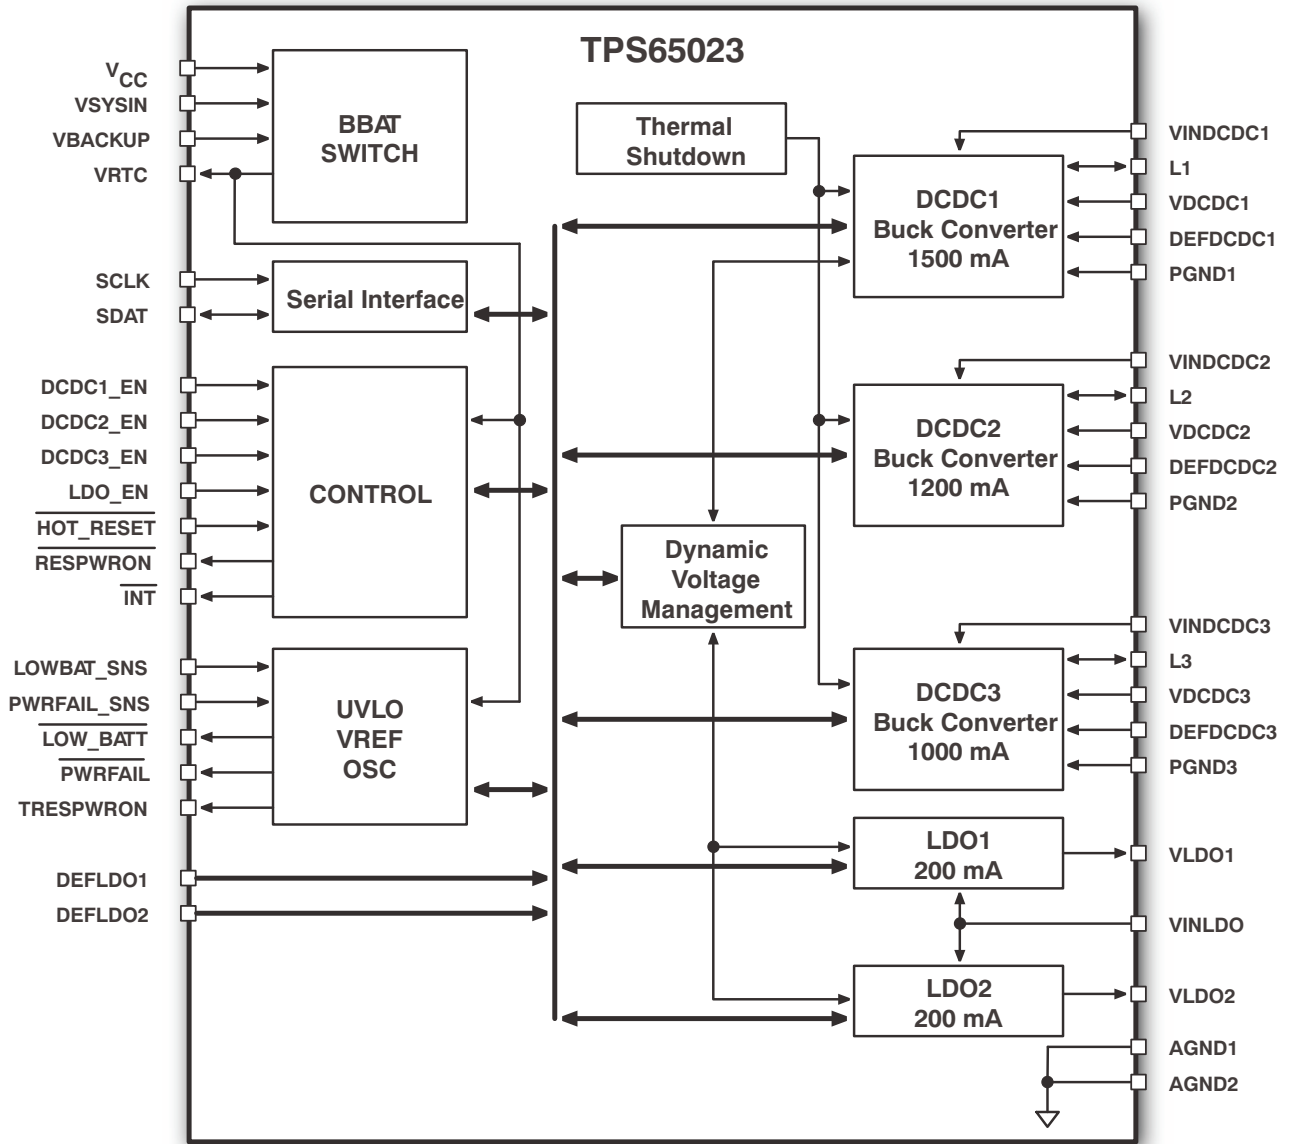 TPS65023
VCC
VSYSIN
VBACKUP
VRTC
BBAT
SWITCH
SCLK
SDAT
Serial Interface
DCDC1_EN
DCDC2_EN
DCDC3_EN
LDO_EN
HOT_RESET
RESPWRON
INT
CONTROL
LOWBAT_SNS
PWRFAIL_SNS
LOW_BATT
PWRFAIL
TRESPWRON
UVLO
VREF
OSC
DEFLDO1
DEFLDO2
Thermal
Shutdown
Dynamic
Voltage
Management
DCDC1
Buck Converter
1500 mA
VINDCDC1
L1
VDCDC1
DEFDCDC1
PGND1
DCDC2
Buck Converter
1200 mA
VINDCDC2
L2
VDCDC2
DEFDCDC2
PGND2
DCDC3
Buck Converter
1000 mA
VINDCDC3
L3
VDCDC3
DEFDCDC3
PGND3
LDO1
200 mA
VLDO1
VINLDO
LDO2
200 mA
VLDO2
AGND1
AGND2